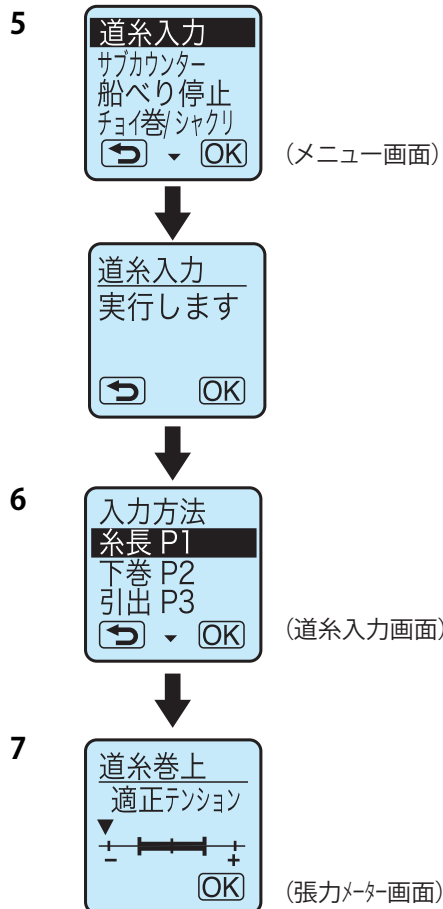 5
道糸入力
サブカウンター
船べり停止
チョイ巻/シャクリ
OK
(メニュー画面)
道糸入力
実行します
OK
6
入力方法
糸長 P1
下巻 P2
引出 P3
OK
(道糸入力画面)
7
道糸巻上
適正テンション
- +
OK
(張力メーター画面)